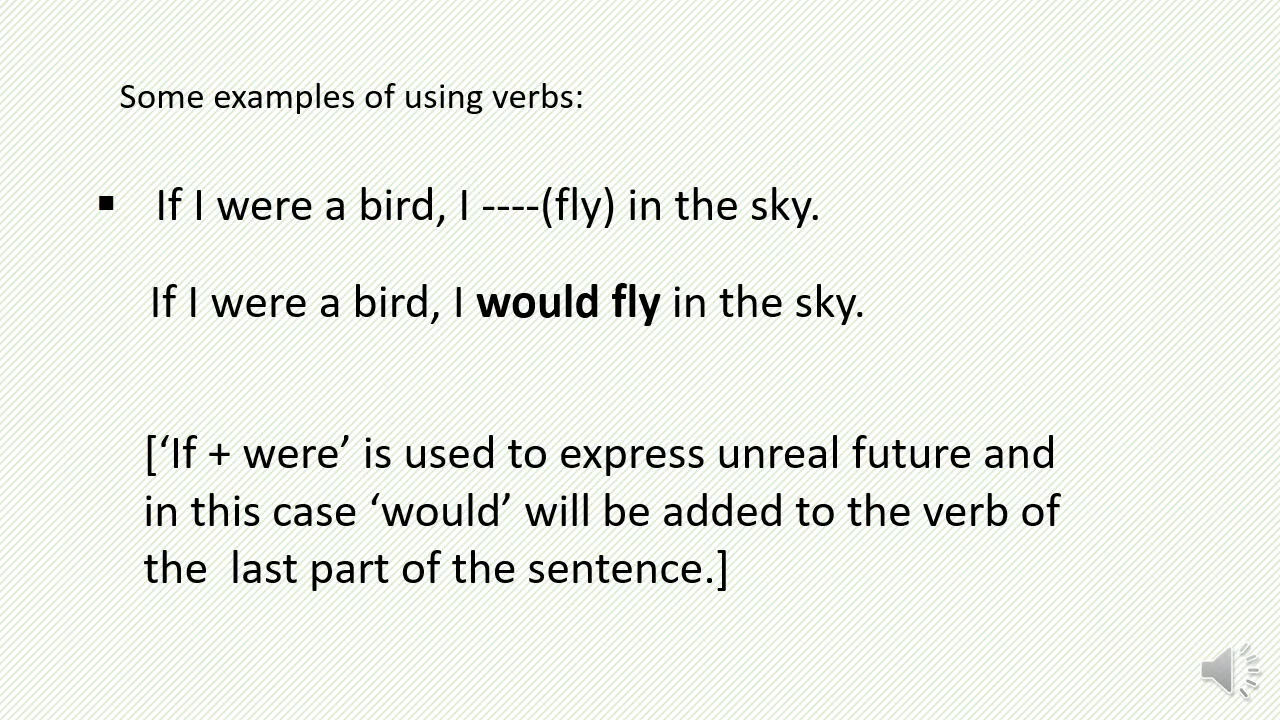 Some examples of using verbs:
▪ If I were a bird, I ----(fly) in the sky.
If I were a bird, I would fly in the sky.
[‘If + were’ is used to express unreal future and
in this case ‘would’ will be added to the verb of
the  last part of the sentence.]